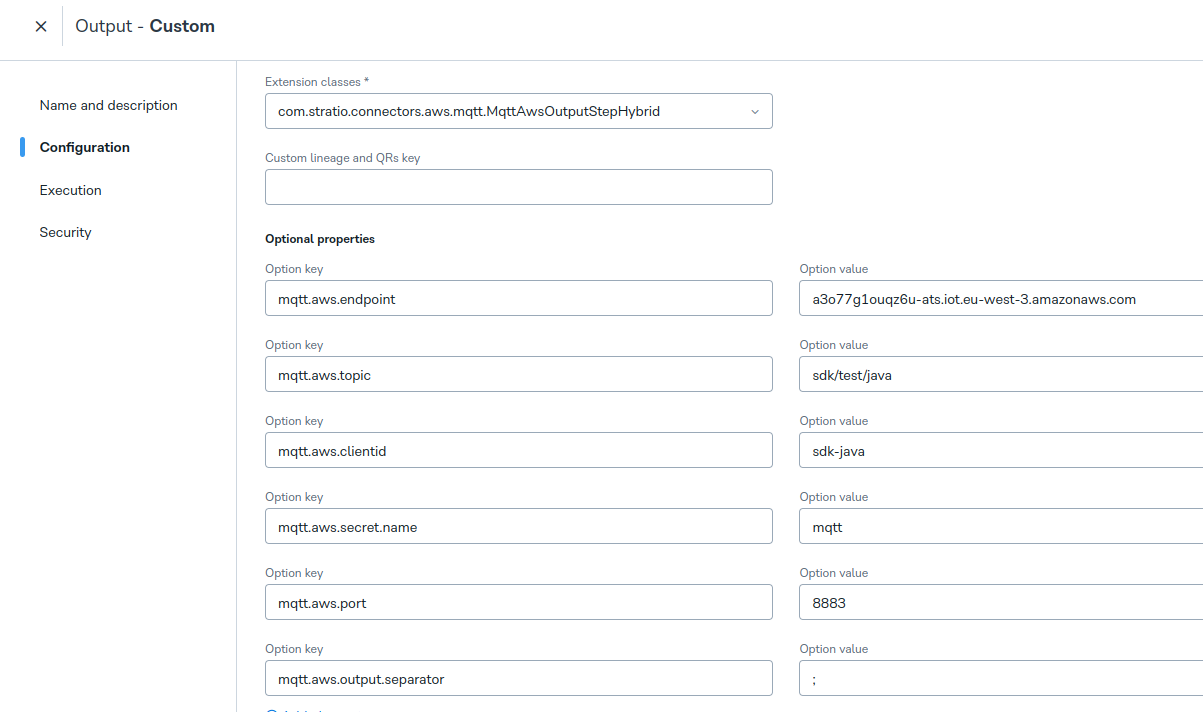 Output - Custom
Name and description
Configuration
Execution
Security
Extension classes *
com.stratio.connectors.aws.mqtt.MqttAwsOutputStepHybrid
Custom lineage and QRs key
Optional properties
Option key
Option value
mqtt.aws.endpoint
a3o77g1ouqz6u-ats.iot.eu-west-3.amazonaws.com
Option key
Option value
mqtt.aws.topic
sdk/test/java
Option key
Option value
mqtt.aws.clientid
sdk-java
Option key
Option value
mqtt.aws.secret.name
mqtt
Option key
Option value
mqtt.aws.port
8883
Option key
Option value
mqtt.aws.output.separator
;